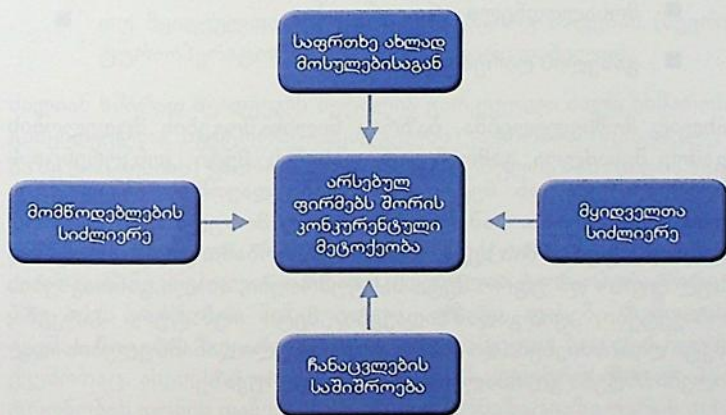 საფრთხე ახლად
მოსულებისაგან
მომწოდებლების
სიძლიერე
არსებულ
ფირმებს შორის
კონკურენტული
მეტოქეობა
მყიდველთა
სიძლიერე
ჩანაცვლების
საშიშროება